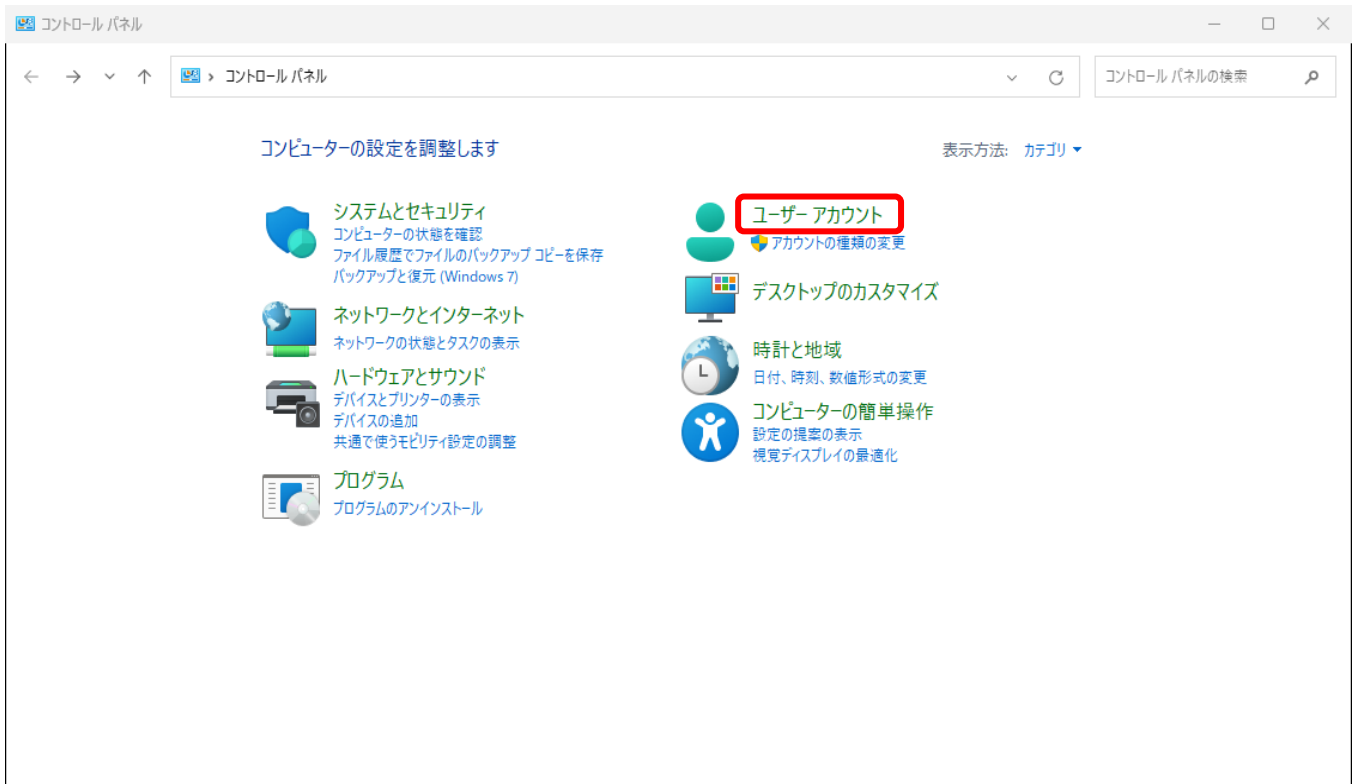 コントロール パネル
コントロール パネル
コントロール パネルの検索
コンピューターの設定を調整します
表示方法: カテゴリ
システムとセキュリティ
コンピューターの状態を確認
ファイル履歴でファイルのバックアップ コピーを保存
バックアップと復元 (Windows 7)
ネットワークとインターネット
ネットワークの状態とタスクの表示
ハードウェアとサウンド
デバイスとプリンターの表示
デバイスの追加
共通で使うモビリティ設定の調整
プログラム
プログラムのアンインストール
ユーザー アカウント
アカウントの種類の変更
デスクトップのカスタマイズ
時計と地域
日付、時刻、数値形式の変更
コンピューターの簡単操作
設定の提案の表示
視覚ディスプレイの最適化